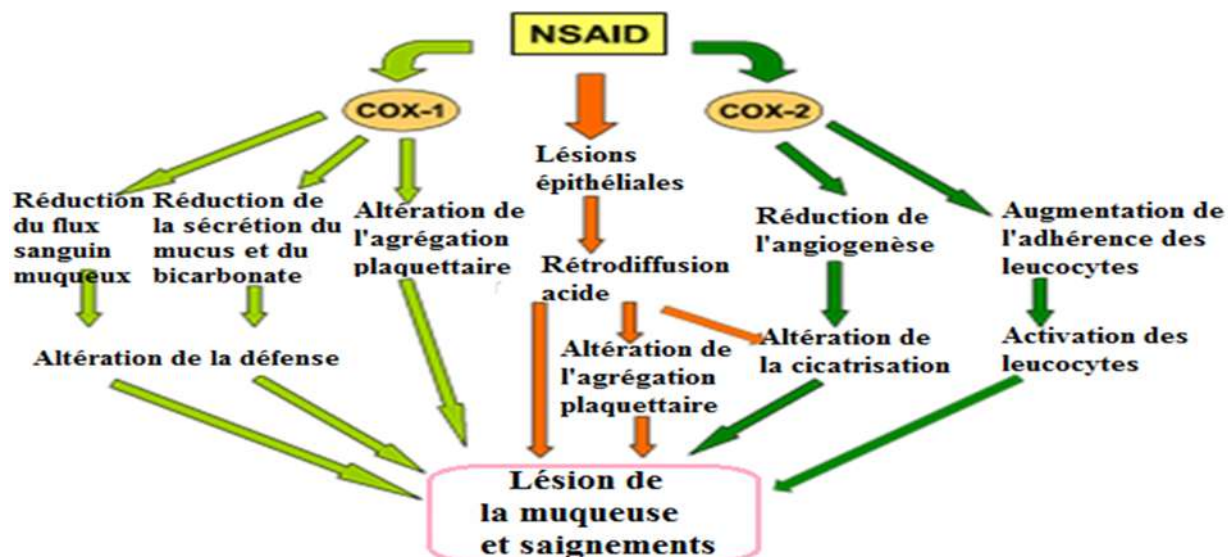 NSAID
COX-1
COX-2
Lésions
épithéliales
Réduction
du flux
sanguin
muqueux
Réduction de
la sécrétion du
mucus et du
bicarbonate
Altération de
l'agrégation
plaquettaire
Rétrodiffusion
acide
Réduction de
l'angiogenèse
Augmentation de
l'adhérence des
leucocytes
Altération de la défense
Altération de
l'agrégation
plaquettaire
Altération de
la cicatrisation
Activation des
leucocytes
Lésion de
la muqueuse
et saignements